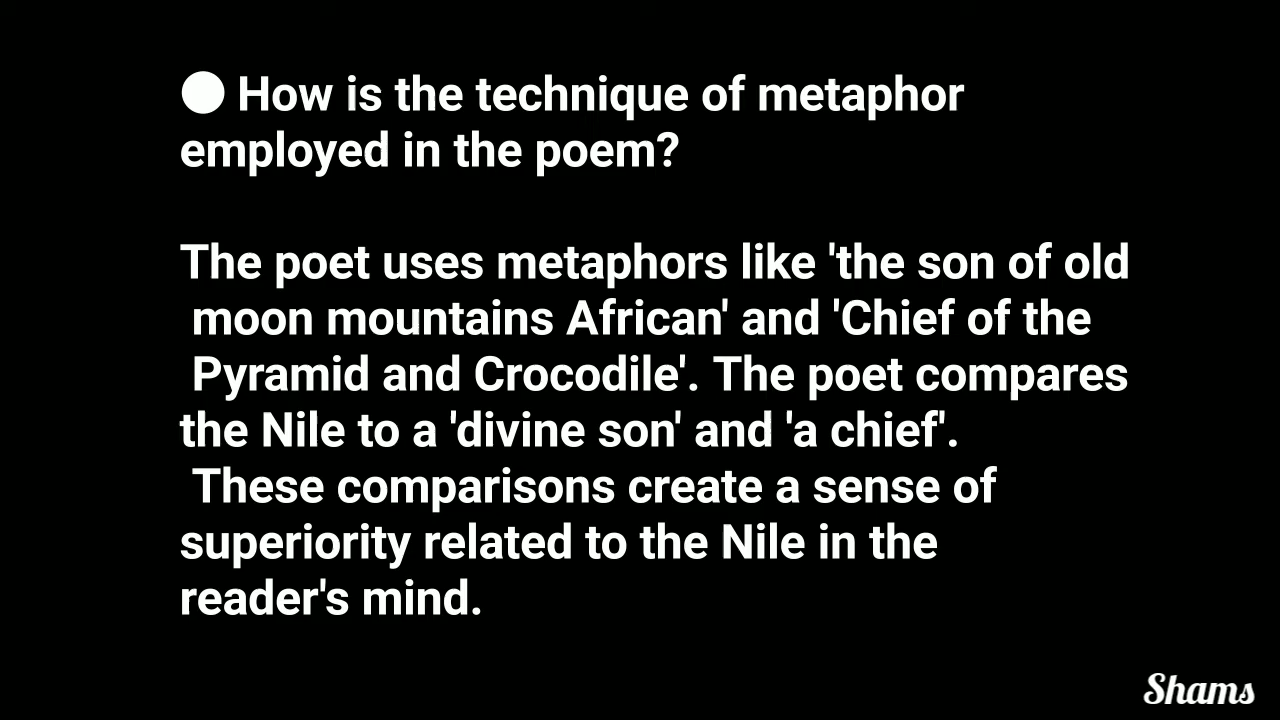 ● How is the technique of metaphor
employed in the poem?
The poet uses metaphors like 'the son of old
moon mountains African' and 'Chief of the
Pyramid and Crocodile'. The poet compares
the Nile to a 'divine son' and 'a chief'.
These comparisons create a sense of
superiority related to the Nile in the
reader's mind.
Shams